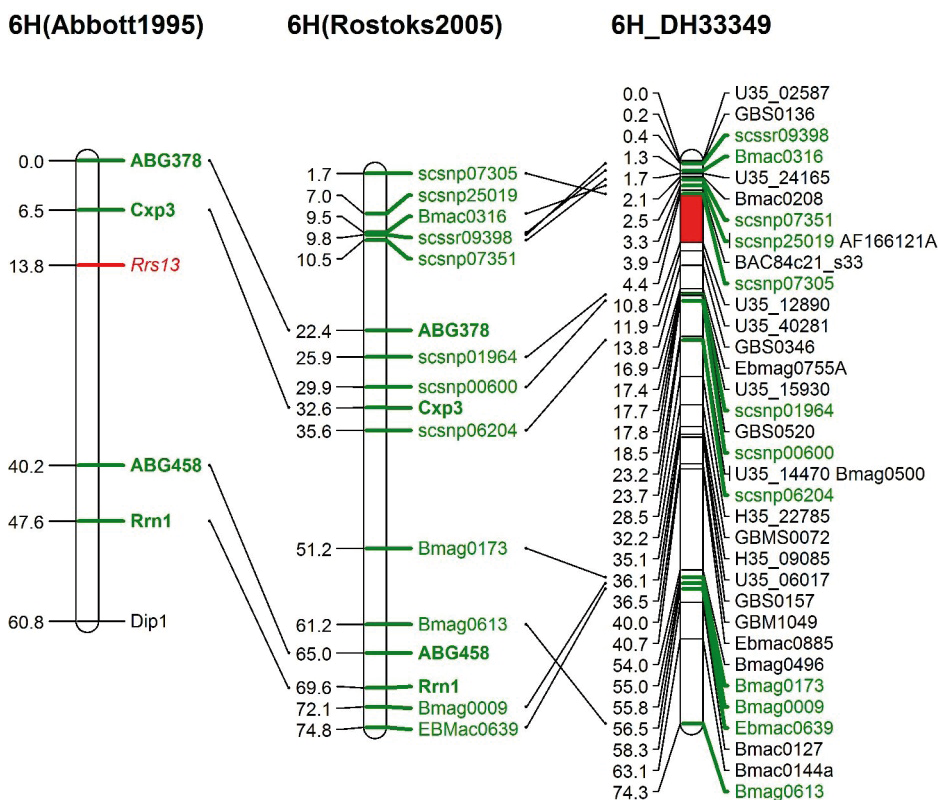 6H(Abbott1995)
0.0 ABG378
6.5 Cxp3
13.8 Rrs13
40.2 ABG458
47.6 Rrn1
60.8 Dip1
6H(Rostoks2005)
1.7 scsnp07305
7.0 scsnp25019
9.5 Bmac0316
9.8 scssr09398
10.5 scsnp07351
22.4 ABG378
25.9 scsnp01964
29.9 scsnp00600
32.6 Cxp3
35.6 scsnp06204
51.2 Bmag0173
61.2 Bmag0613
65.0 ABG458
69.6 Rrn1
72.1 Bmag0009
74.8 EBMac0639
6H_DH33349
0.0 U35_02587
0.2 GBS0136
0.4 scssr09398
1.3 Bmac0316
1.7 U35_24165
2.1 Bmac0208
2.5 scsnp07351
3.3 scsnp25019 AF166121A
3.9 BAC84c21_s33
4.4 scsnp07305
10.8 U35_12890
11.9 U35_40281
13.8 GBS0346
16.9 Ebmag0755A
17.4 U35_15930
17.7 scsnp01964
17.8 GBS0520
18.5 scsnp00600
23.2 U35_14470 Bmag0500
23.7 scsnp06204
28.5 H35_22785
32.2 GBMS0072
35.1 H35_09085
36.1 U35_06017
36.5 GBS0157
40.0 GBM1049
40.7 Ebmac0885
54.0 Bmag0496
55.0 Bmag0173
55.8 Bmag0009
56.5 Ebmac0639
58.3 Bmac0127
63.1 Bmac0144a
74.3 Bmag0613